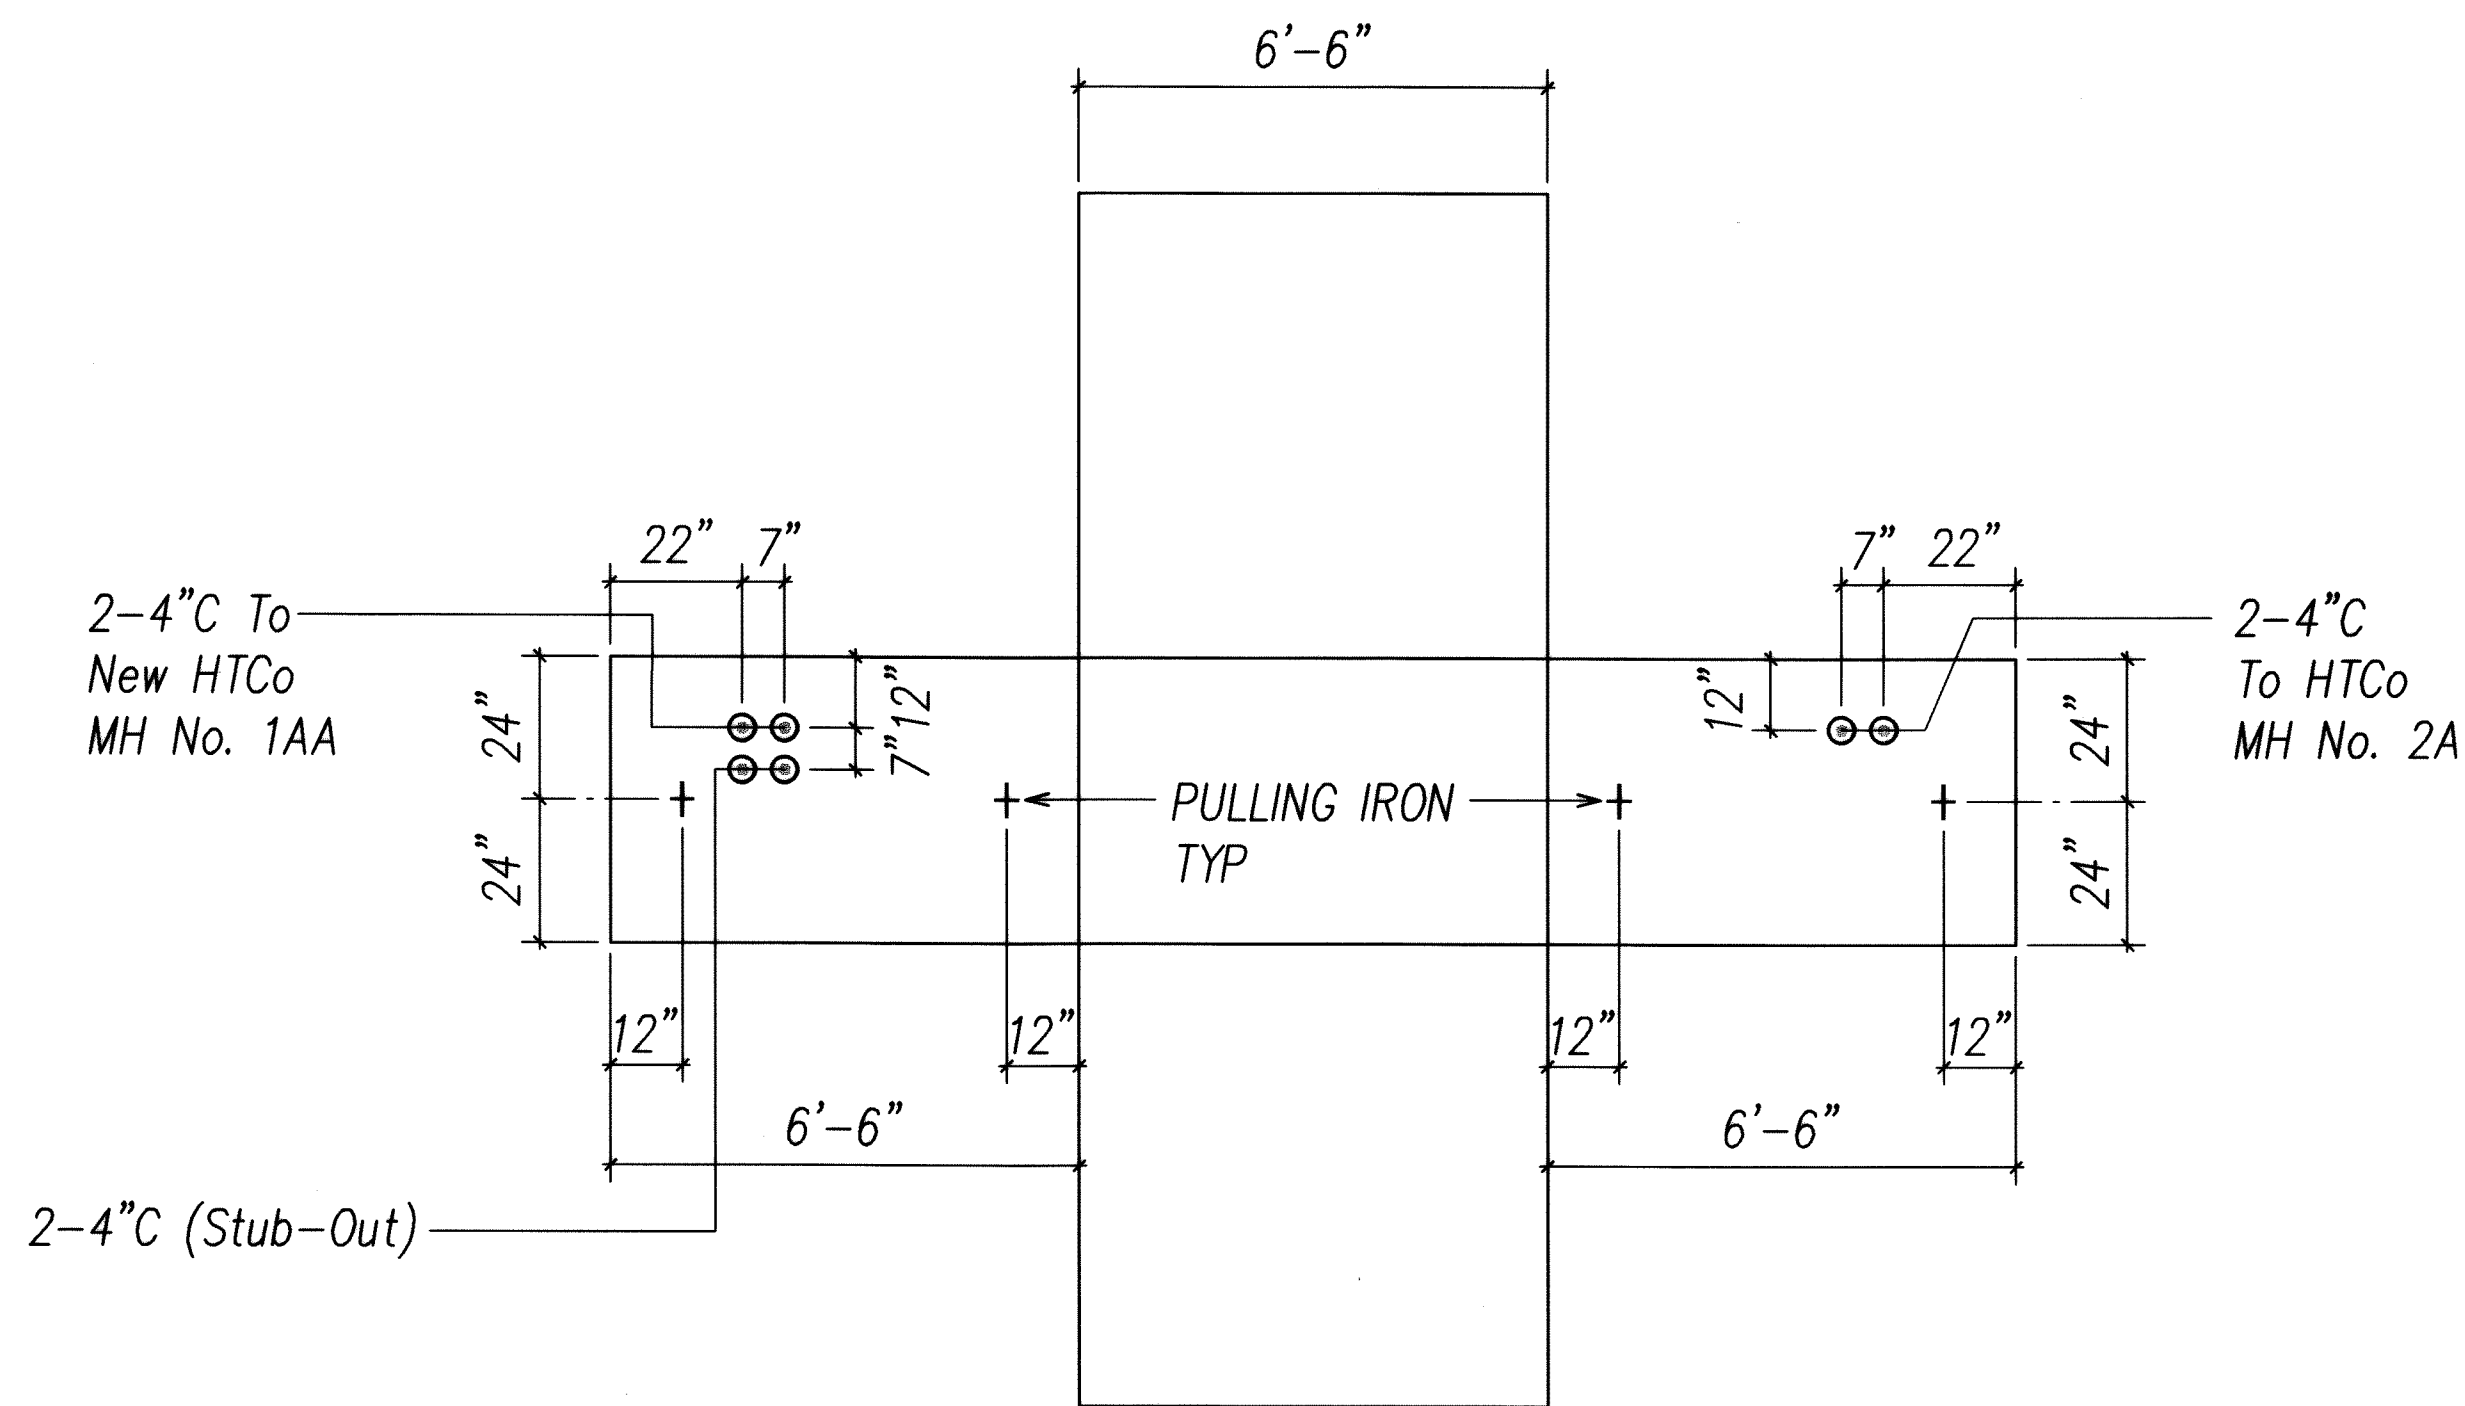 6'-6"
22" 7"
7" 22"
2-4"C To
New HTCo
MH No. 1AA
2-4"C
To HTCo
MH No. 2A
24"
12"
7"
12"
24"
PULLING IRON
TYP
24"
24"
12"
12"
12"
12"
6'-6"
6'-6"
2-4"C (Stub-Out)